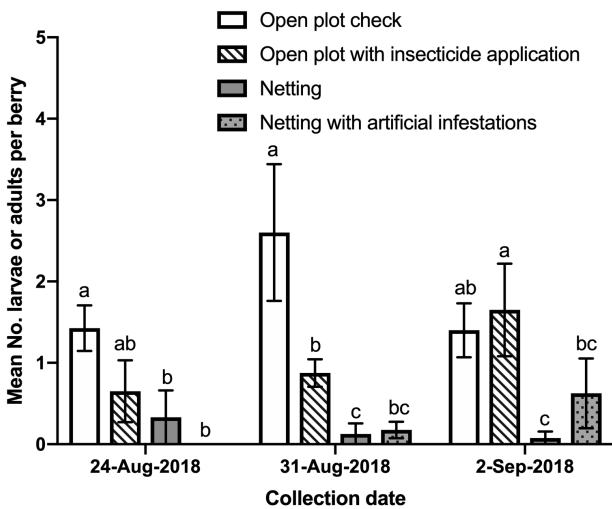 Open plot check
Open plot with insecticide application
Netting
Netting with artificial infestations
Mean No. larvae or adults per berry
5
4
3
2
1
0
a
ab
b
b
a
b
c
bc
ab
a
c
bc
24-Aug-2018
31-Aug-2018
2-Sep-2018
Collection date